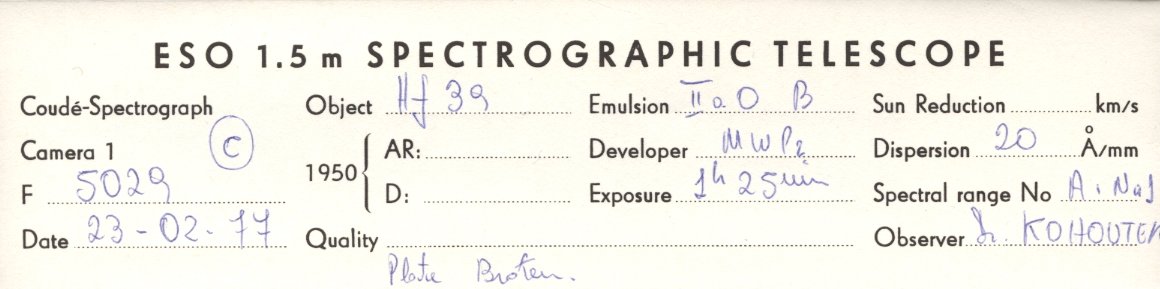 ESO 1.5 m SPECTROGRAPHIC TELESCOPE
Coudé-Spectrograph Object Hf 39 Emulsion IIaO B Sun Reduction km/s
Camera 1 C 1950 AR: Developer MWP2 Dispersion 20 Å/mm
F 5029 D: Exposure 1h 25min Spectral range No A.
Date 23-02-77 Quality Observer Dr. KOHOUTEK
Plate Broken.